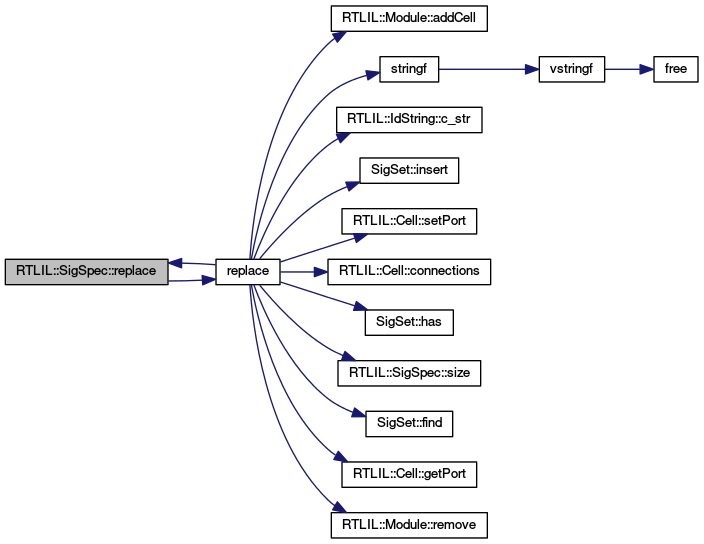 RTLIL::Module::addCell
stringf
vstringf
free
RTLIL::IdString::c_str
SigSet::insert
RTLIL::Cell::setPort
RTLIL::SigSpec::replace
replace
RTLIL::Cell::connections
SigSet::has
RTLIL::SigSpec::size
SigSet::find
RTLIL::Cell::getPort
RTLIL::Module::remove